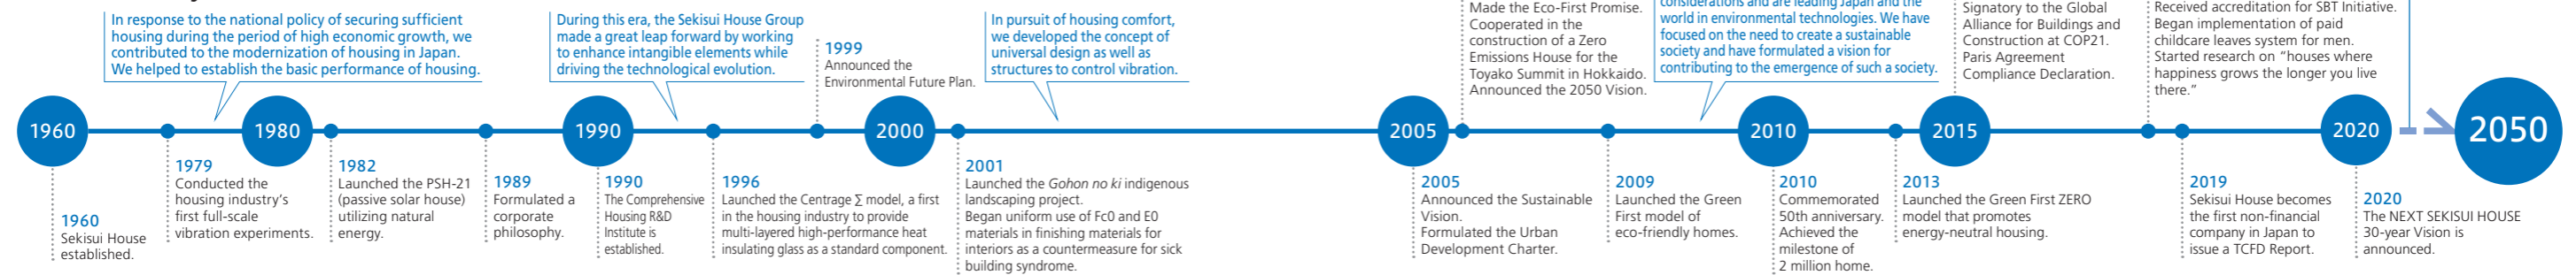 In response to the national policy of securing sufficient
housing during the period of high economic growth, we
contributed to the modernization of housing in Japan.
We helped to establish the basic performance of housing.
During this era, the Sekisui House Group
made a great leap forward by working
to enhance intangible elements while
driving the technological evolution.
1999
Announced the
Environmental Future Plan.
In pursuit of housing comfort,
we developed the concept of
universal design as well as
structures to control vibration.
Made the Eco-First Promise.
Cooperated in the
construction of a Zero
Emissions House for the
Toyako Summit in Hokkaido.
Announced the 2050 Vision.
considerations and are leading Japan and the
world in environmental technologies. We have
focused on the need to create a sustainable
society and have formulated a vision for
contributing to the emergence of such a society.
Signatory to the Global
Alliance for Buildings and
Construction at COP21.
Paris Agreement
Compliance Declaration.
Received accreditation for SBT Initiative.
Began implementation of paid
childcare leaves system for men.
Started research on “houses where
happiness grows the longer you live
there.”
1960
1980
1990
2000
2005
2010
2015
2020
2050
1960
Sekisui House
established.
1979
Conducted the
housing industry’s
first full-scale
vibration experiments.
1982
Launched the PSH-21
(passive solar house)
utilizing natural
energy.
1989
Formulated a
corporate
philosophy.
1990
The Comprehensive
Housing R&D
Institute is
established.
1996
Launched the Centrage Σ model, a first
in the housing industry to provide
multi-layered high-performance heat
insulating glass as a standard component.
2001
Launched the Gohon no ki indigenous
landscaping project.
Began uniform use of Fc0 and E0
materials in finishing materials for
interiors as a countermeasure for sick
building syndrome.
2005
Announced the Sustainable
Vision.
Formulated the Urban
Development Charter.
2009
Launched the Green
First model of
eco-friendly homes.
2010
Commemorated
50th anniversary.
Achieved the
milestone of
2 million home.
2013
Launched the Green First ZERO
model that promotes
energy-neutral housing.
2019
Sekisui House becomes
the first non-financial
company in Japan to
issue a TCFD Report.
2020
The NEXT SEKISUI HOUSE
30-year Vision is
announced.